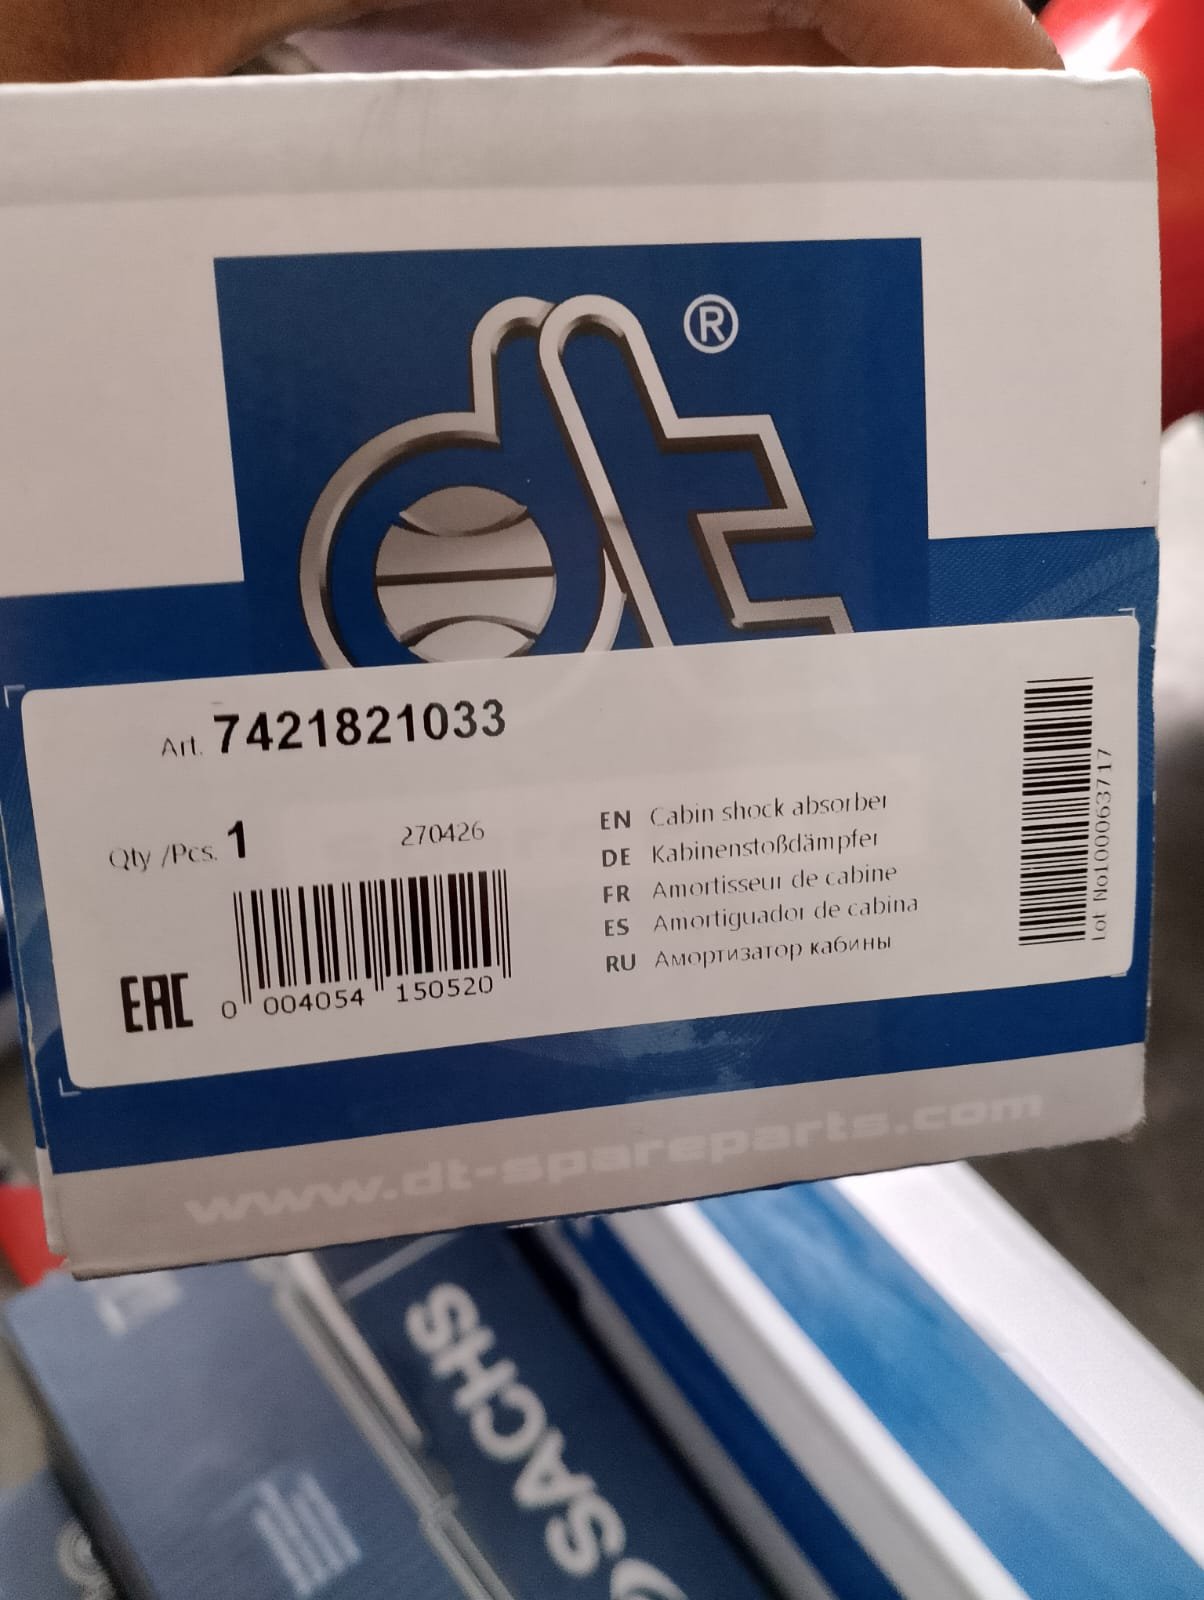 dt®
Art. 7421821033
Qty /Pcs. 1
270426
EN Cabin shock absorber
DE Kabinenstoßdämpfer
FR Amortisseur de cabine
ES Amortiguador de cabina
RU Амортизатор кабины
EAC
0 004054 150520
Lot No100063717
www.dt-spareparts.com
SACHS